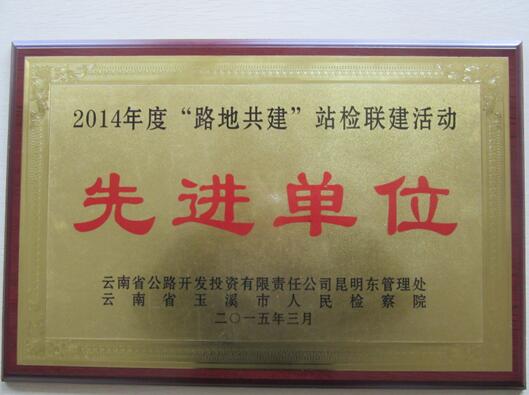 2014年度“路地共建”站检联建活动
先进单位
云南省公路开发投资有限责任公司昆明东管理处
云南省玉溪市人民检察院
二〇一五年三月